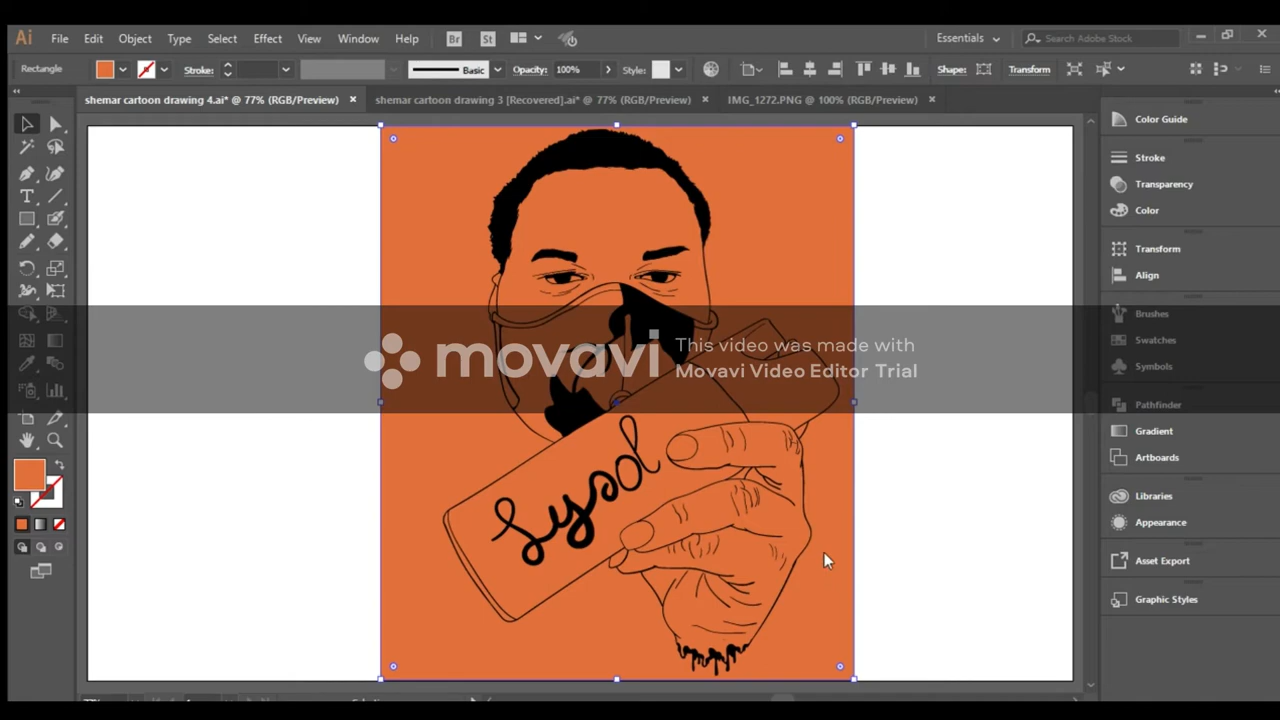 Ai File Edit Object Type Select Effect View Window Help Br St Essentials Search Adobe Stock
Rectangle Stroke: Basic Opacity: 100% Style: Shape: Transform
shemar cartoon drawing 4.ai* @ 77% (RGB/Preview) × shemar cartoon drawing 3 [Recovered].ai* @ 77% (RGB/Preview) × IMG_1272.PNG @ 100% (RGB/Preview) ×
Color Guide
Stroke
Transparency
Color
Transform
Align
Brushes
Swatches
Symbols
Pathfinder
Gradient
Artboards
Libraries
Appearance
Asset Export
Graphic Styles
movavi
This video was made with
Movavi Video Editor Trial
Lysol